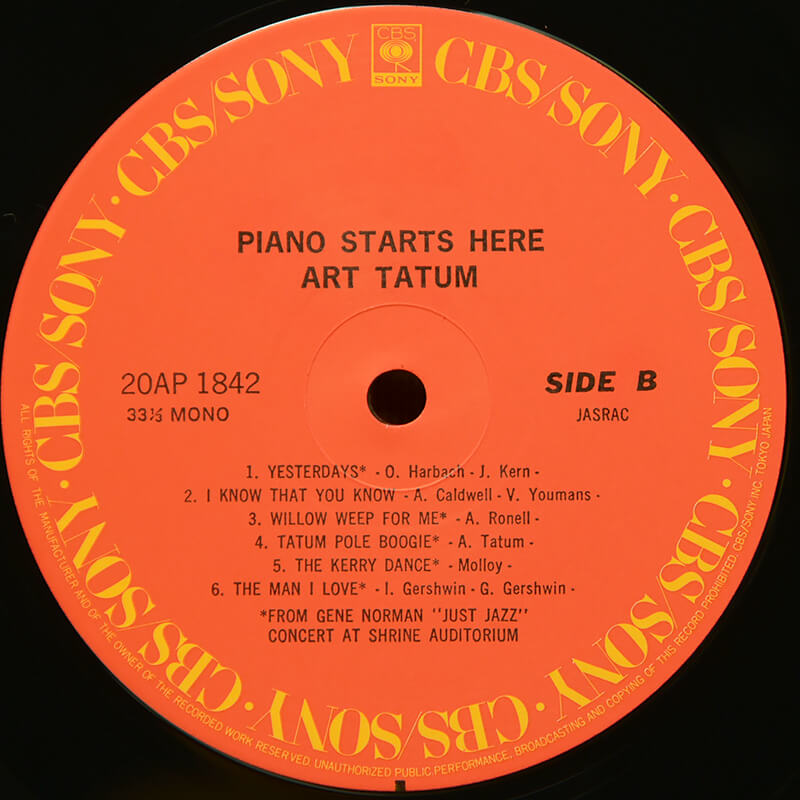 CBS/SONY · CBS/SONY · CBS/SONY · CBS/SONY · CBS/SONY · CBS/SONY · CBS/SONY · CBS/SONY
CBS
SONY
PIANO STARTS HERE
ART TATUM
20AP 1842
33⅓ MONO
SIDE B
JASRAC
1. YESTERDAYS* - O. Harbach - J. Kern -
2. I KNOW THAT YOU KNOW - A. Caldwell - V. Youmans -
3. WILLOW WEEP FOR ME* - A. Ronell -
4. TATUM POLE BOOGIE* - A. Tatum -
5. THE KERRY DANCE* - Molloy -
6. THE MAN I LOVE* - I. Gershwin - G. Gershwin -
*FROM GENE NORMAN "JUST JAZZ"
CONCERT AT SHRINE AUDITORIUM
ALL RIGHTS OF THE MANUFACTURER AND OF THE OWNER OF THE RECORDED WORK RESERVED. UNAUTHORIZED PUBLIC PERFORMANCE, BROADCASTING AND COPYING OF THIS RECORD PROHIBITED. CBS/SONY INC. TOKYO JAPAN